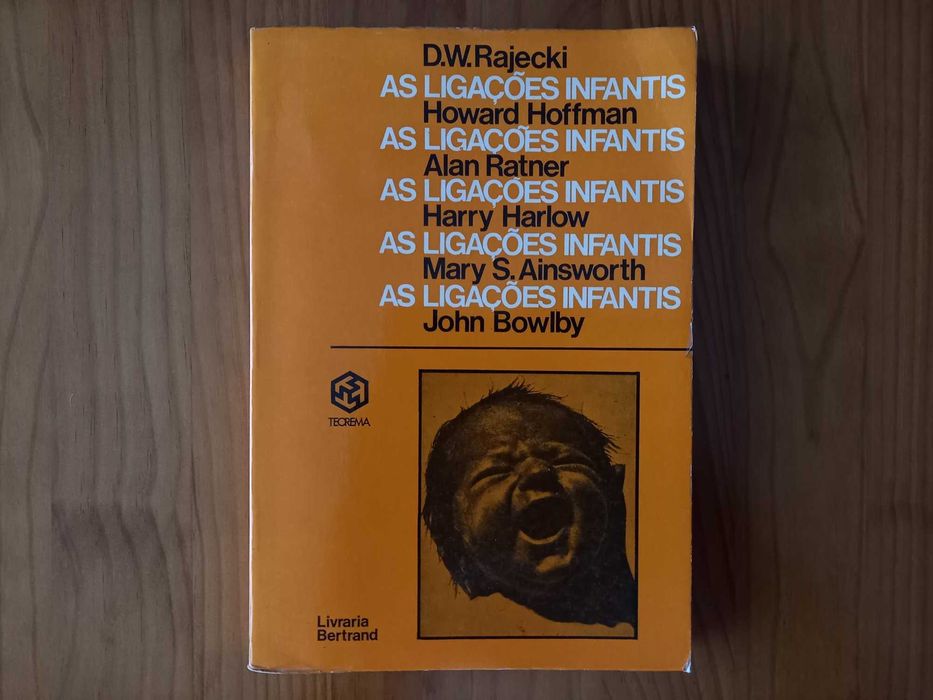 D.W.Rajecki
AS LIGAÇÕES INFANTIS
Howard Hoffman
AS LIGAÇÕES INFANTIS
Alan Ratner
AS LIGAÇÕES INFANTIS
Harry Harlow
AS LIGAÇÕES INFANTIS
Mary S. Ainsworth
AS LIGAÇÕES INFANTIS
John Bowlby
TEOREMA
Livraria
Bertrand